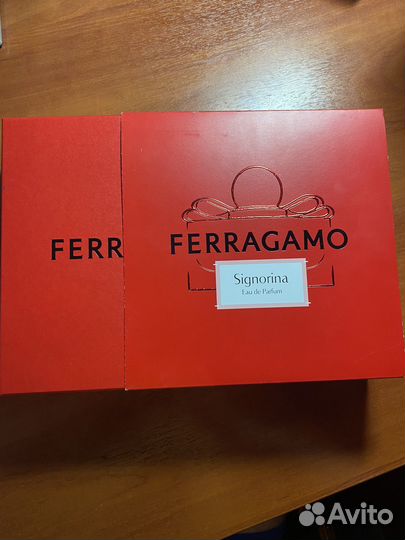 FERR
FERRAGAMO
Signorina
Eau de Parfum
Avito